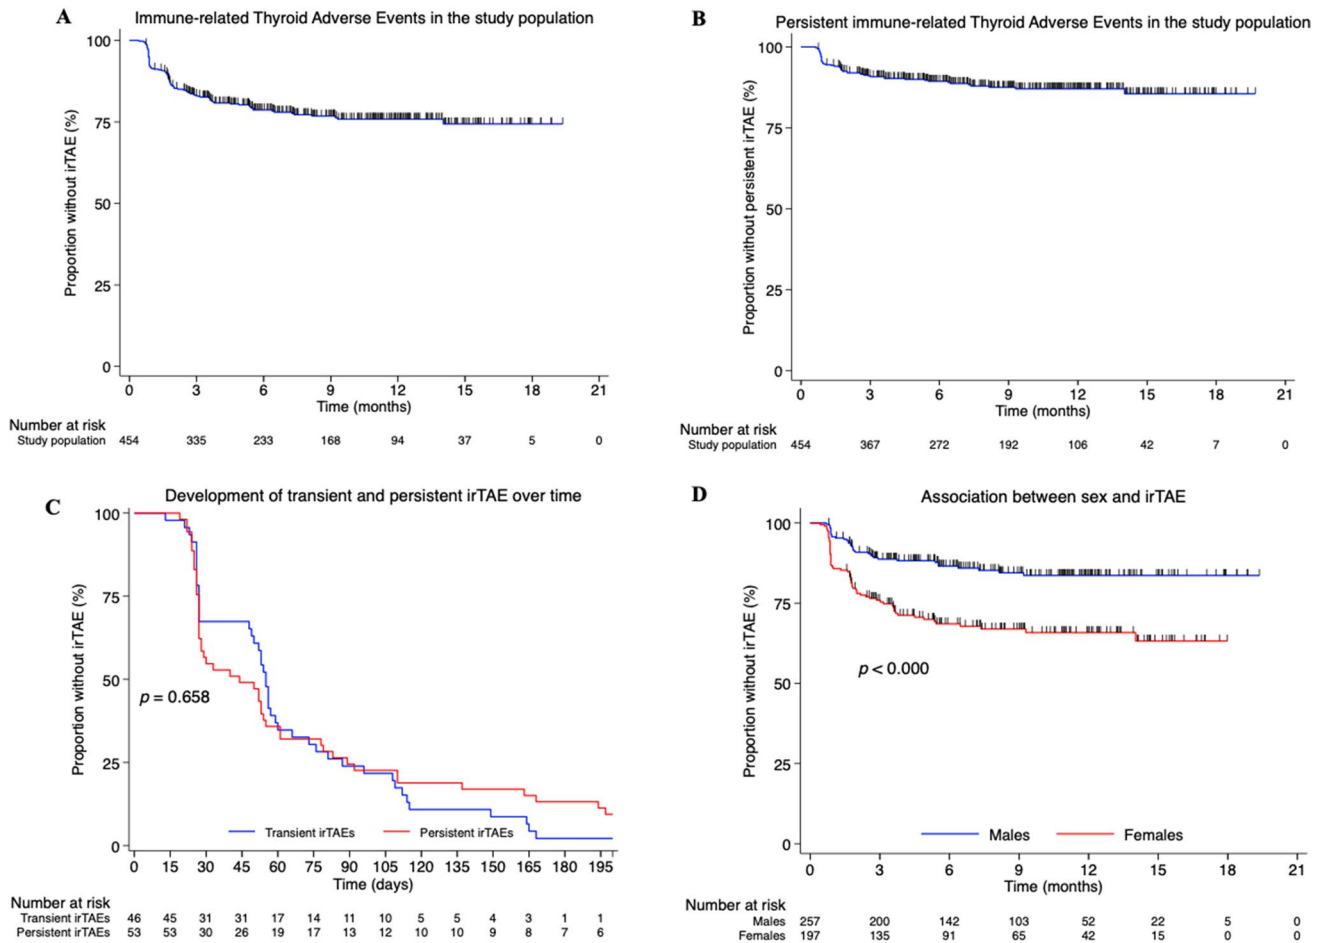 A
Immune-related Thyroid Adverse Events in the study population
Proportion without irTAE (%)
100
75
50
25
0
0 3 6 9 12 15 18 21
Time (months)
Number at risk
Study population 454 335 233 168 94 37 5 0
B
Persistent immune-related Thyroid Adverse Events in the study population
Proportion without persistent irTAE (%)
100
75
50
25
0
0 3 6 9 12 15 18 21
Time (months)
Number at risk
Study population 454 367 272 192 106 42 7 0
C
Development of transient and persistent irTAE over time
Proportion without irTAE (%)
100
75
50
25
0
p = 0.658
Transient irTAEs Persistent irTAEs
0 15 30 45 60 75 90 105 120 135 150 165 180 195
Time (days)
Number at risk
Transient irTAEs 46 45 31 31 17 14 11 10 5 5 4 3 1 1
Persistent irTAEs 53 53 30 26 19 17 13 12 10 10 9 8 7 6
D
Association between sex and irTAE
Proportion without irTAE (%)
100
75
50
25
0
p < 0.000
Males Females
0 3 6 9 12 15 18 21
Time (months)
Number at risk
Males 257 200 142 103 52 22 5 0
Females 197 135 91 65 42 15 0 0